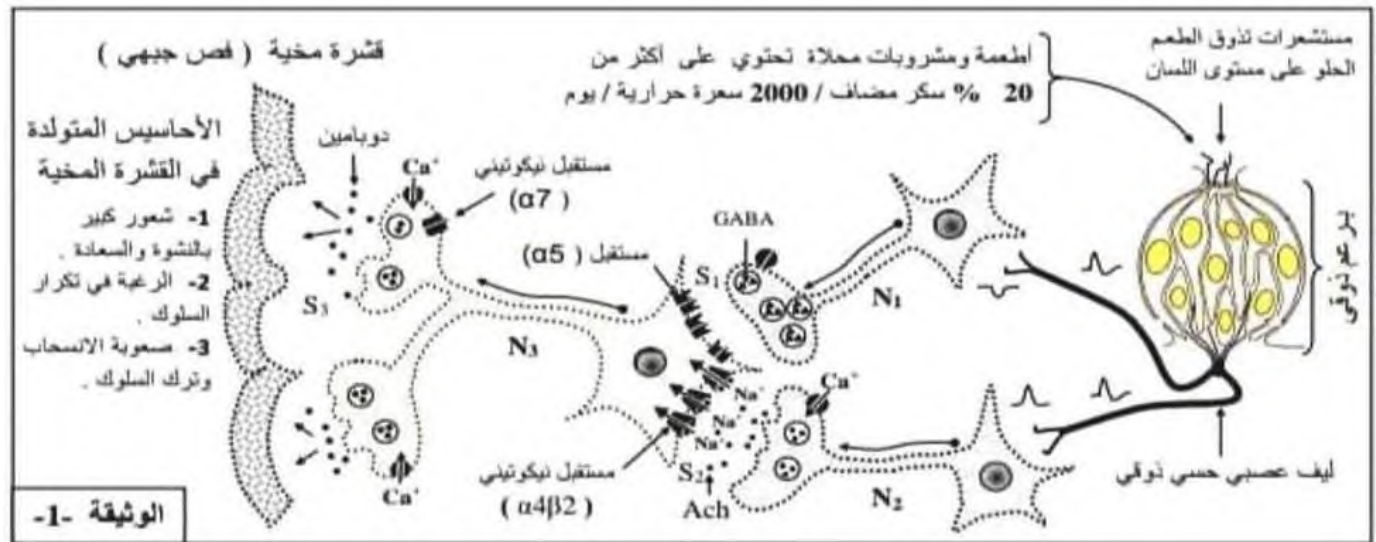 مستشعرات تذوق الطعم
الحلو على مستوى اللسان
أطعمة ومشروبات محلاة تحتوي على أكثر من
20 % سكر مضاف / 2000 سعرة حرارية / يوم
قشرة مخية ( فص جبهي )
الأحاسيس المتولدة
في القشرة المخية
1- شعور كبير
بالنشوة والسعادة .
2- الرغبة في تكرار
السلوك .
3- صعوبة الانسحاب
وترك السلوك .
دوبامين
Ca+
مستقبل نيكوتيني
(α7 )
مستقبل ( α5)
GABA
S1
N1
برعم ذوقي
S3
N3
Na+
Na+
Na+
Ca+
مستقبل نيكوتيني
( α4β2 )
S2
Ach
N2
ليف عصبي حسي ذوقي
Ca+
الوثيقة -1-